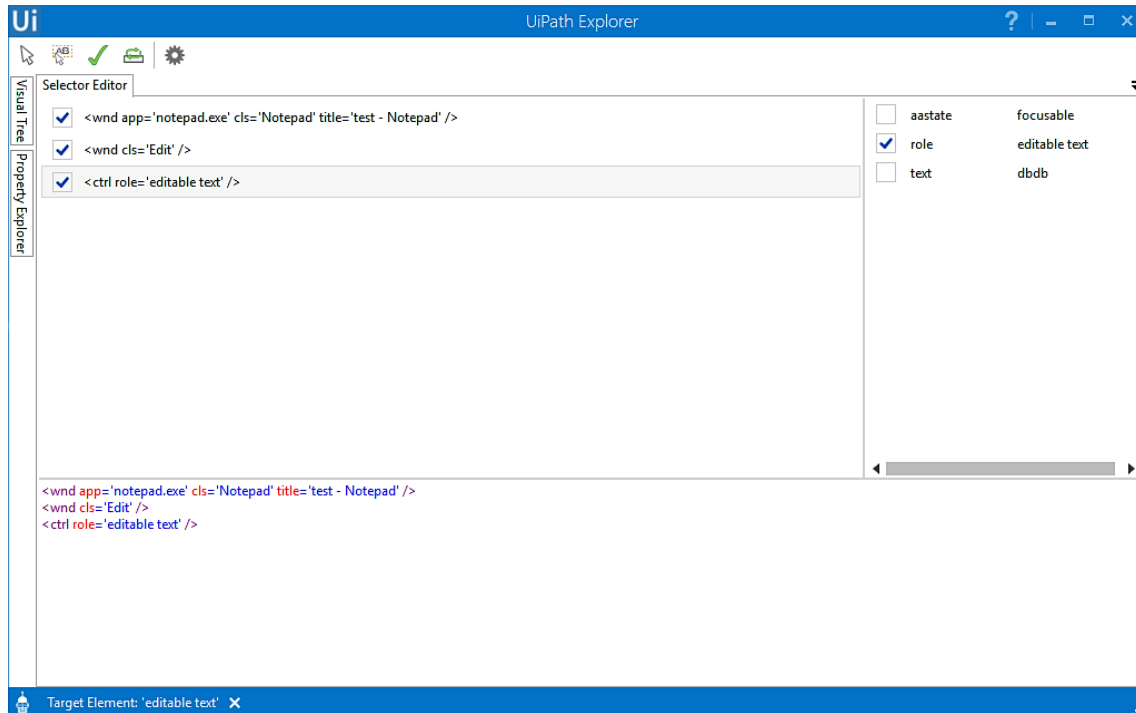 Ui UiPath Explorer ?
AB
Visual Tree
Property Explorer
Selector Editor
<wnd app='notepad.exe' cls='Notepad' title='test - Notepad' />
<wnd cls='Edit' />
<ctrl role='editable text' />
aastate focusable
role editable text
text dbdb
<wnd app='notepad.exe' cls='Notepad' title='test - Notepad' />
<wnd cls='Edit' />
<ctrl role='editable text' />
Target Element: 'editable text'